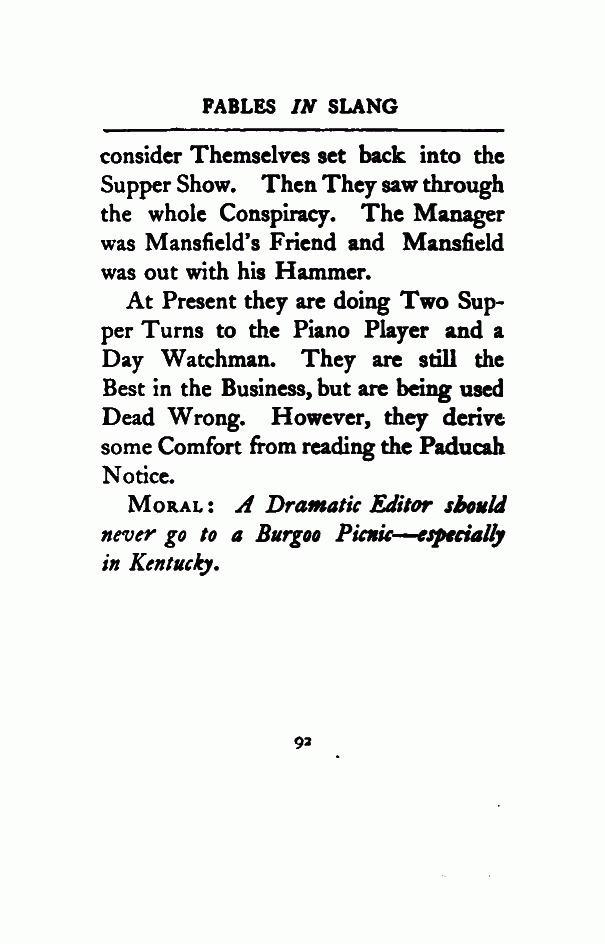 FABLES IN SLANG
consider Themselves set back into the
Supper Show. Then They saw through
the whole Conspiracy. The Manager
was Mansfield's Friend and Mansfield
was out with his Hammer.
At Present they are doing Two Sup-
per Turns to the Piano Player and a
Day Watchman. They are still the
Best in the Business, but are being used
Dead Wrong. However, they derive
some Comfort from reading the Paducah
Notice.
MORAL: A Dramatic Editor should
never go to a Burgoo Picnic—especially
in Kentucky.
92